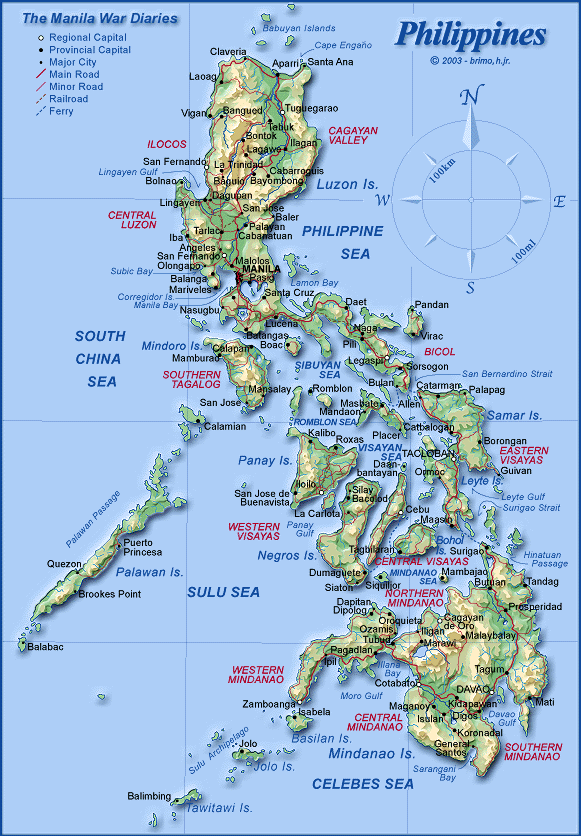 The Manila War Diaries
Regional Capital
Provincial Capital
Major City
Main Road
Minor Road
Railroad
Ferry
Philippines
© 2003 - brimo,h.jr.
N
W
E
S
100km
100mi
Babuyan Islands
Claveria
Cape Engaño
Aparri
Santa Ana
Laoag
Vigan
Bangued
Tuguegarao
Tabuk
Bontok
CAGAYAN
VALLEY
ILOCOS
Lagawe
Ilagan
San Fernando
La Trinidad
Lingayen Gulf
Baguio
Cabarroguis
Bayombong
Bolnao
Luzon Is.
Dagupan
Lingayen
San Jose
CENTRAL
LUZON
Baler
Palayan
Iba
Tarlac
Cabanatuan
PHILIPPINE
SEA
Angeles
San Fernando
Malolos
Olongapo
Subic Bay
MANILA
Balanga
Pasig
Mariveles
Lamon Bay
Corregidor Is.
Manila Bay
Santa Cruz
Nasugbu
Daet
Pandan
Lucena
Batangas
Naga
Pili
Virac
SOUTH
CHINA
SEA
Mindoro Is.
Calapan
Boac
Mamburao
SIBUYAN
SEA
Legaspi
BICOL
SOUTHERN
TAGALOG
Sorsogon
San Bernardino Strait
Bulan
Mansalay
Romblon
Catarman
Palapag
San Jose
Masbate
Allen
Mandaon
Samar Is.
Calamian
ROMBLON SEA
Placer
Catbalogan
Kalibo
Roxas
VISAYAN
SEA
Borongan
Panay Is.
TACLOBAN
EASTERN
VISAYAS
Daan
bantayan
Ormoc
Guivan
Iloilo
Silay
Leyte Is.
San Jose de
Buenavista
Bacolod
Leyte Gulf
Surigao Strait
La Carlota
Cebu
Maasin
Palawan Passage
WESTERN
VISAYAS
Panay
Gulf
Bohol
Is.
Surigao
Puerto
Princesa
Negros Is.
Tagbilaran
CENTRAL VISAYAS
Hinatuan
Passage
Quezon
Palawan Is.
Dumaguete
MINDANAO
SEA
Mambajao
Siaton
Siquijor
Butuan
Tandag
Brookes Point
SULU SEA
NORTHERN
MINDANAO
Dapitan
Dipolog
Oroquieta
Cagayan
de Oro
Prosperidad
Ozamis
Iligan
Tubud
Malaybalay
Balabac
Pagadian
Marawi
Ipil
WESTERN
MINDANAO
Illana
Bay
Tagum
Cotabato
Moro Gulf
DAVAO
Zamboanga
Maganoy
Kidapawan
Mati
Isabela
CENTRAL
MINDANAO
Isulan
Digos
Davao
Gulf
Basilan Is.
Koronadal
Sulu Archipelago
Jolo
Mindanao Is.
General
Santos
SOUTHERN
MINDANAO
Jolo Is.
Sarangani
Bay
CELEBES SEA
Balimbing
Tawitawi Is.